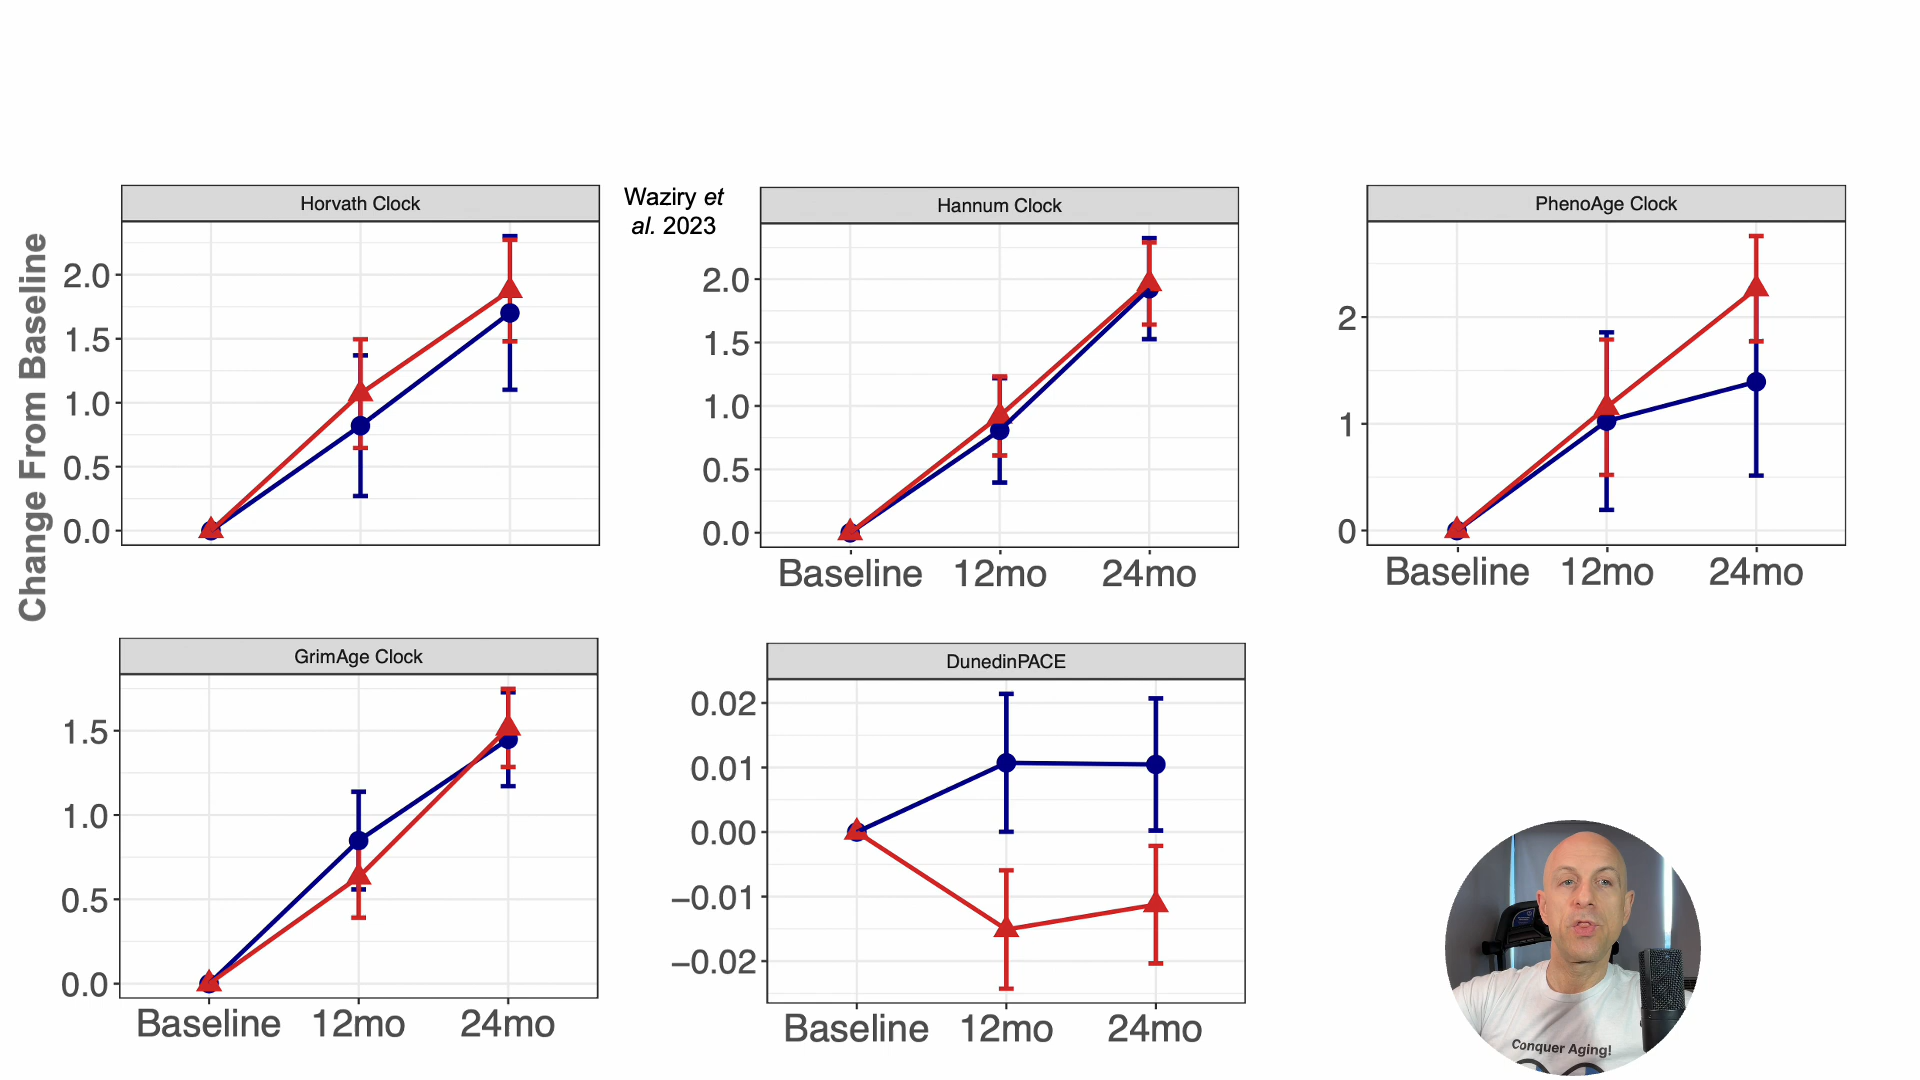 Change From Baseline
Horvath Clock
2.0
1.5
1.0
0.5
0.0
Waziry et
al. 2023
Hannum Clock
2.0
1.5
1.0
0.5
0.0
Baseline 12mo 24mo
PhenoAge Clock
2
1
0
Baseline 12mo 24mo
GrimAge Clock
1.5
1.0
0.5
0.0
Baseline 12mo 24mo
DunedinPACE
0.02
0.01
0.00
−0.01
−0.02
Baseline 12mo 24mo
Conquer Aging!